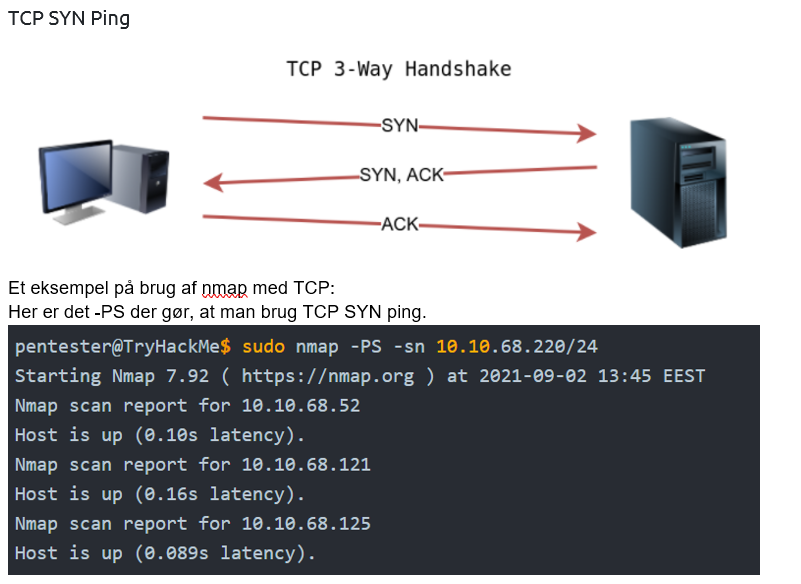 TCP SYN Ping
TCP 3-Way Handshake
SYN
SYN, ACK
ACK
Et eksempel på brug af nmap med TCP:
Her er det -PS der gør, at man brug TCP SYN ping.
pentester@TryHackMe$ sudo nmap -PS -sn 10.10.68.220/24
Starting Nmap 7.92 ( https://nmap.org ) at 2021-09-02 13:45 EEST
Nmap scan report for 10.10.68.52
Host is up (0.10s latency).
Nmap scan report for 10.10.68.121
Host is up (0.16s latency).
Nmap scan report for 10.10.68.125
Host is up (0.089s latency).